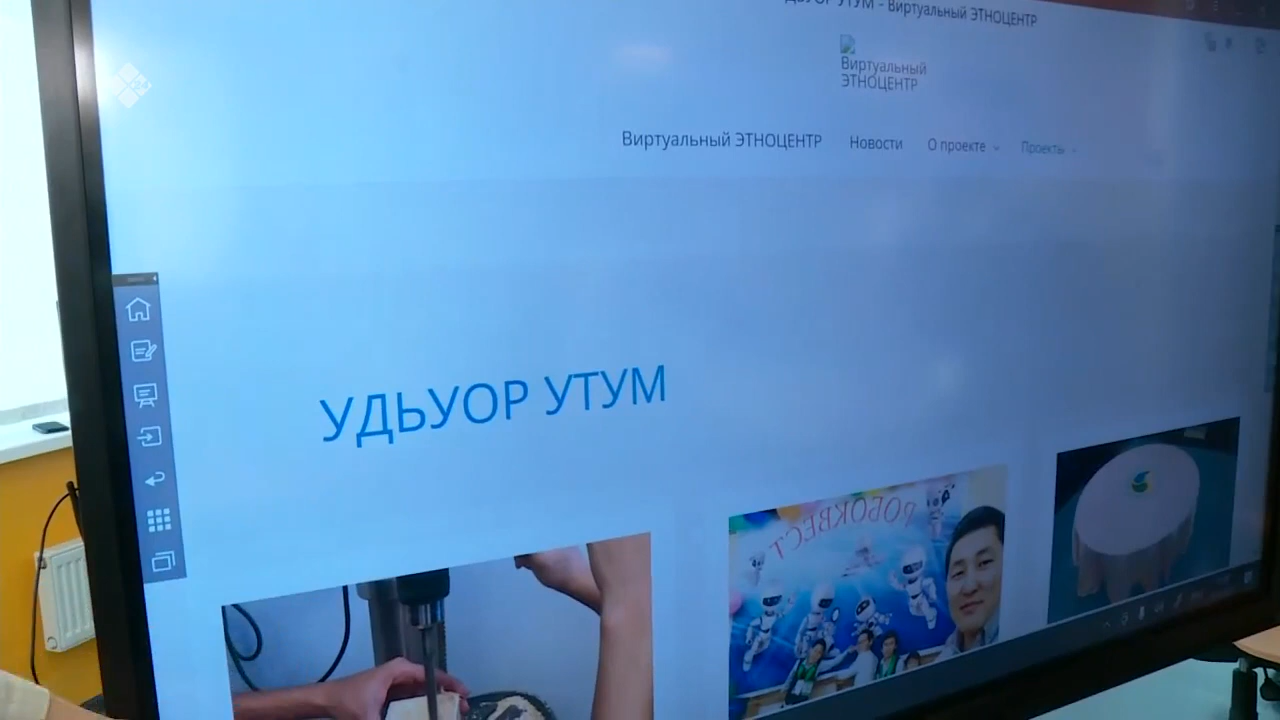 УДЬУОР УТУМ - Виртуальный ЭТНОЦЕНТР
Виртуальный
ЭТНОЦЕНТР
Виртуальный ЭТНОЦЕНТР Новости О проекте Проекты
УДЬУОР УТУМ
РОБОКВЕСТ